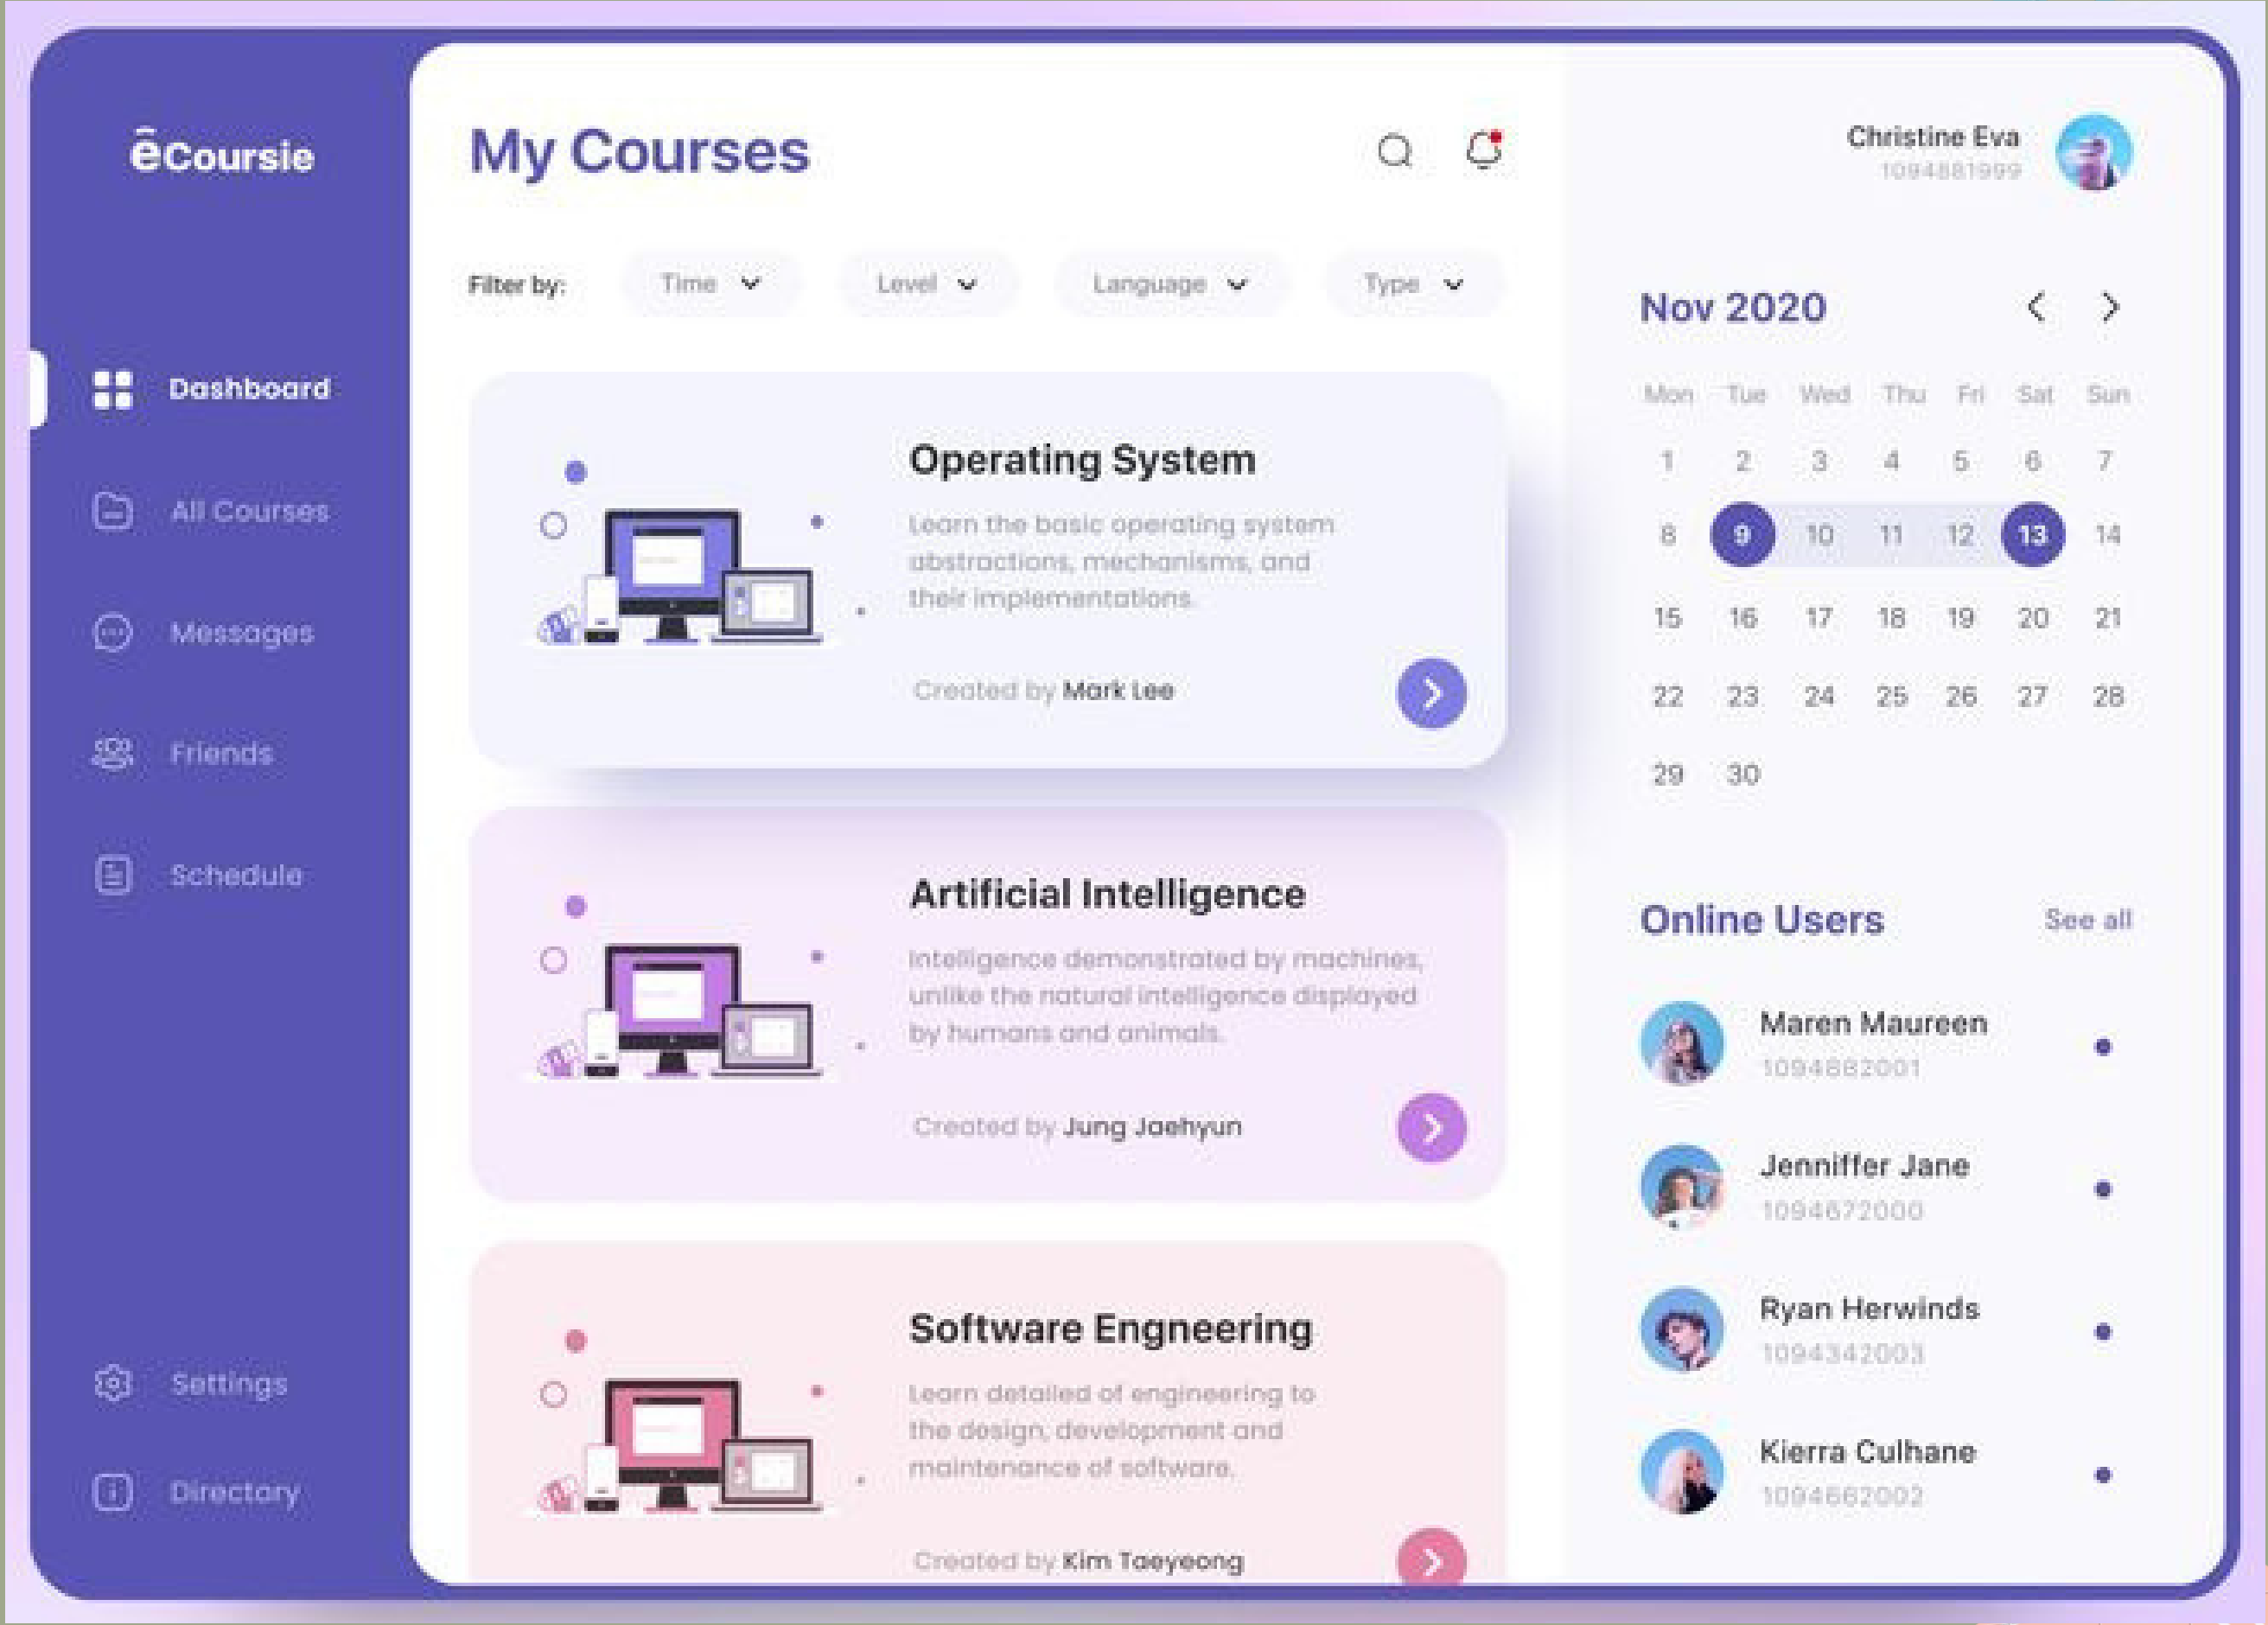 ēCoursie
Dashboard
All Courses
Messages
Friends
Schedule
Settings
Directory
My Courses
Filter by:
Time
Level
Language
Type
Operating System
Learn the basic operating system
abstractions, mechanisms, and
their implementations.
Created by Mark Lee
Artificial Intelligence
Intelligence demonstrated by machines,
unlike the natural intelligence displayed
by humans and animals.
Created by Jung Jaehyun
Software Engneering
Learn detailed of engineering to
the design, development and
maintenance of software.
Created by Kim Taeyeong
Christine Eva
1094881999
Nov 2020
Mon Tue Wed Thu Fri Sat Sun
1 2 3 4 5 6 7
8 9 10 11 12 13 14
15 16 17 18 19 20 21
22 23 24 25 26 27 28
29 30
Online Users
See all
Maren Maureen
1094882001
Jenniffer Jane
1094672000
Ryan Herwinds
1094342003
Kierra Culhane
1094662002